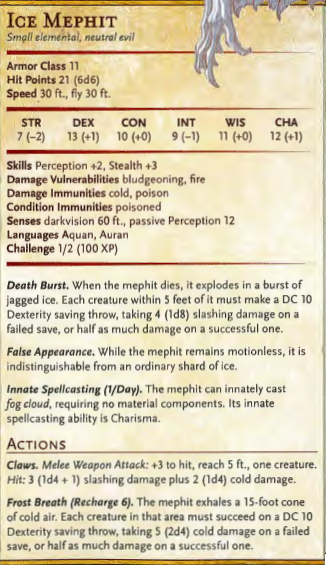 ICE MEPHIT
Small elemental, neutral evil
Armor Class 11
Hit Points 21 (6d6)
Speed 30 ft., fly 30 ft.
STR DEX CON INT WIS CHA
7 (−2) 13 (+1) 10 (+0) 9 (−1) 11 (+0) 12 (+1)
Skills Perception +2, Stealth +3
Damage Vulnerabilities bludgeoning, fire
Damage Immunities cold, poison
Condition Immunities poisoned
Senses darkvision 60 ft., passive Perception 12
Languages Aquan, Auran
Challenge 1/2 (100 XP)
Death Burst. When the mephit dies, it explodes in a burst of
jagged ice. Each creature within 5 feet of it must make a DC 10
Dexterity saving throw, taking 4 (1d8) slashing damage on a
failed save, or half as much damage on a successful one.
False Appearance. While the mephit remains motionless, it is
indistinguishable from an ordinary shard of ice.
Innate Spellcasting (1/Day). The mephit can innately cast
fog cloud, requiring no material components. Its innate
spellcasting ability is Charisma.
ACTIONS
Claws. Melee Weapon Attack: +3 to hit, reach 5 ft., one creature.
Hit: 3 (1d4 + 1) slashing damage plus 2 (1d4) cold damage.
Frost Breath (Recharge 6). The mephit exhales a 15-foot cone
of cold air. Each creature in that area must succeed on a DC 10
Dexterity saving throw, taking 5 (2d4) cold damage on a failed
save, or half as much damage on a successful one.